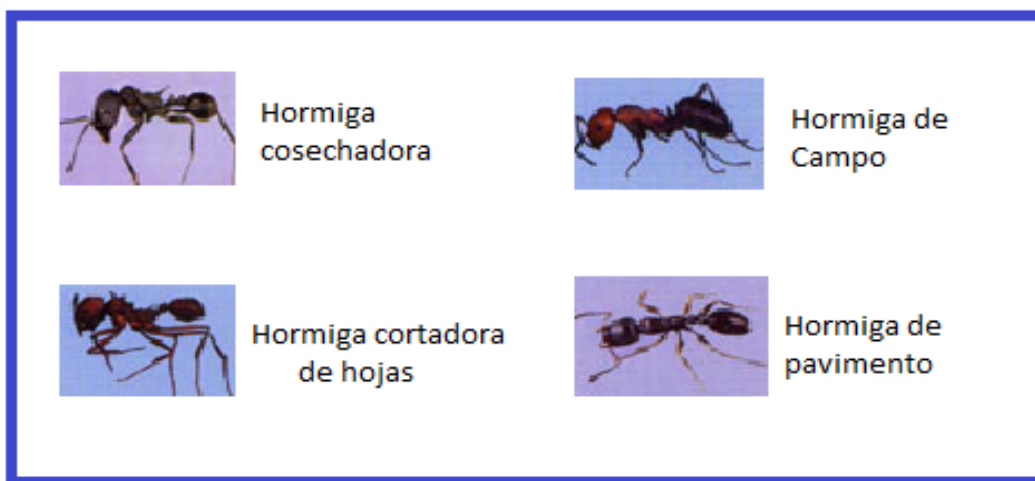 Hormiga
cosechadora
Hormiga de
Campo
Hormiga cortadora
de hojas
Hormiga de
pavimento